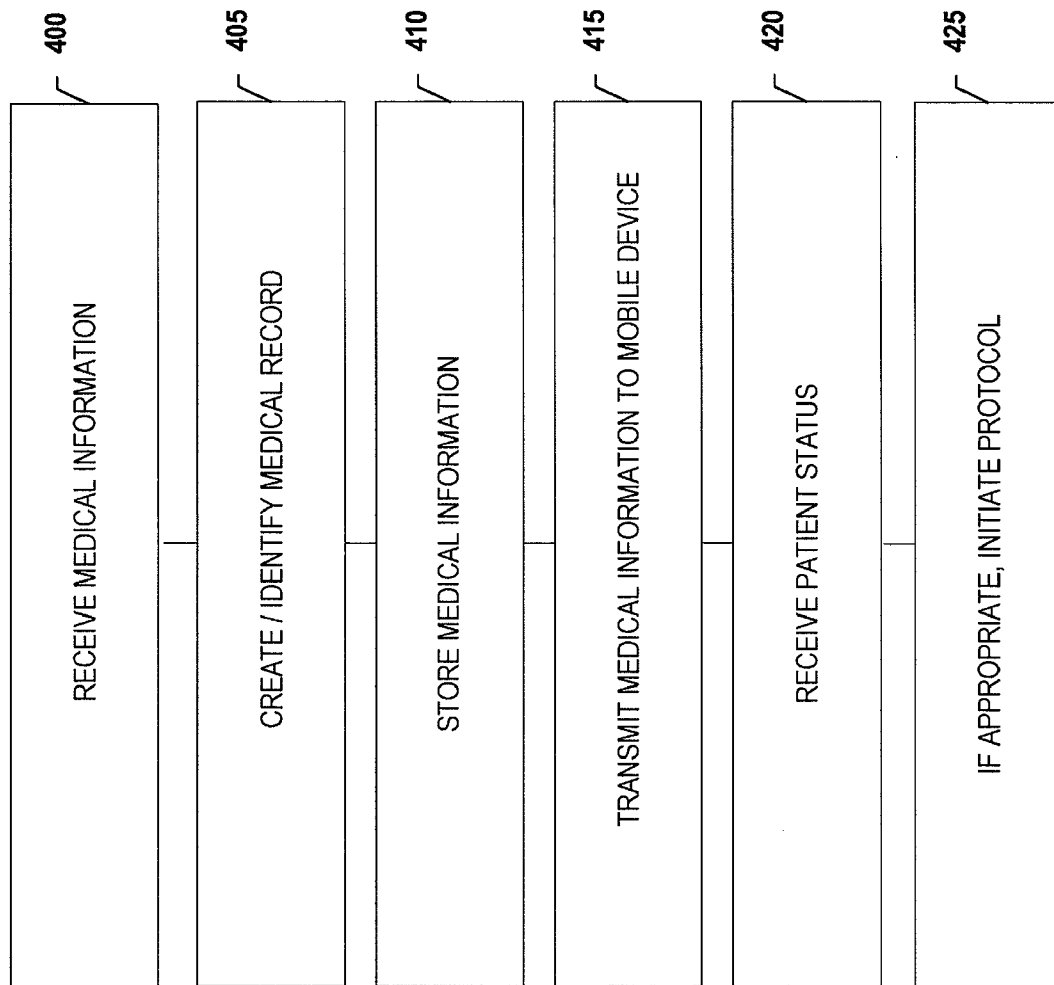 RECEIVE MEDICAL INFORMATION
400
CREATE / IDENTIFY MEDICAL RECORD
405
STORE MEDICAL INFORMATION
410
TRANSMIT MEDICAL INFORMATION TO MOBILE DEVICE
415
RECEIVE PATIENT STATUS
420
IF APPROPRIATE, INITIATE PROTOCOL
425